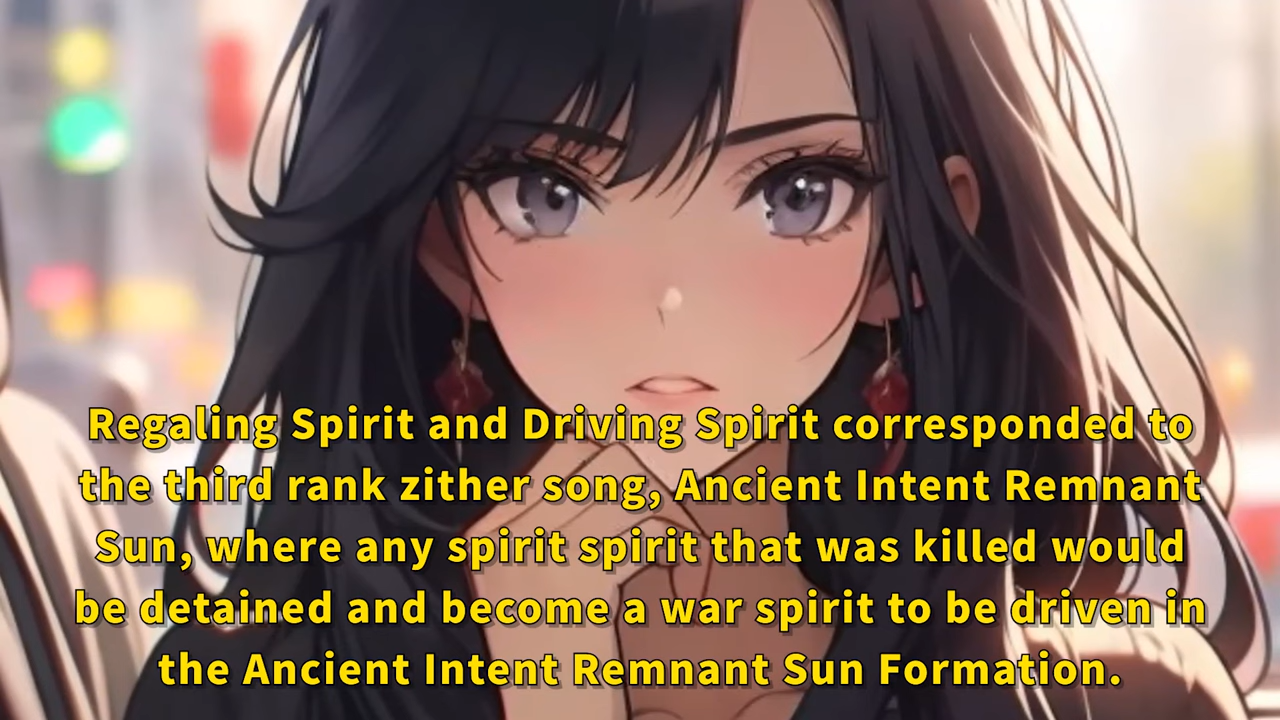 Regaling Spirit and Driving Spirit corresponded to
the third rank zither song, Ancient Intent Remnant
Sun, where any spirit spirit that was killed would
be detained and become a war spirit to be driven in
the Ancient Intent Remnant Sun Formation.